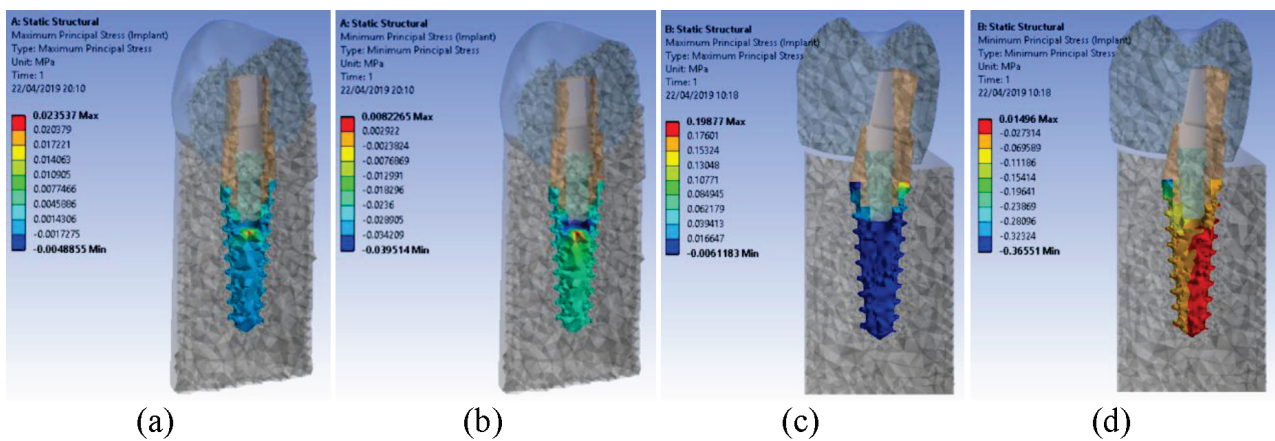 A: Static Structural
Maximum Principal Stress (Implant)
Type: Maximum Principal Stress
Unit: MPa
Time: 1
22/04/2019 20:10
0.023537 Max
0.020379
0.017221
0.014063
0.010905
0.0077466
0.0045886
0.0014306
-0.0017275
-0.0048855 Min
A: Static Structural
Minimum Principal Stress (Implant)
Type: Minimum Principal Stress
Unit: MPa
Time: 1
22/04/2019 20:10
0.0082265 Max
0.002922
-0.0023824
-0.0076869
-0.012991
-0.018296
-0.0236
-0.028905
-0.034209
-0.039514 Min
B: Static Structural
Maximum Principal Stress (Implant)
Type: Maximum Principal Stress
Unit: MPa
Time: 1
22/04/2019 10:18
0.19877 Max
0.17601
0.15324
0.13048
0.10771
0.084945
0.062179
0.039413
0.016647
-0.0061183 Min
B: Static Structural
Minimum Principal Stress (Implant)
Type: Minimum Principal Stress
Unit: MPa
Time: 1
22/04/2019 10:18
0.01496 Max
-0.027314
-0.069589
-0.11186
-0.15414
-0.19641
-0.23869
-0.28096
-0.32324
-0.36551 Min
(a)
(b)
(c)
(d)